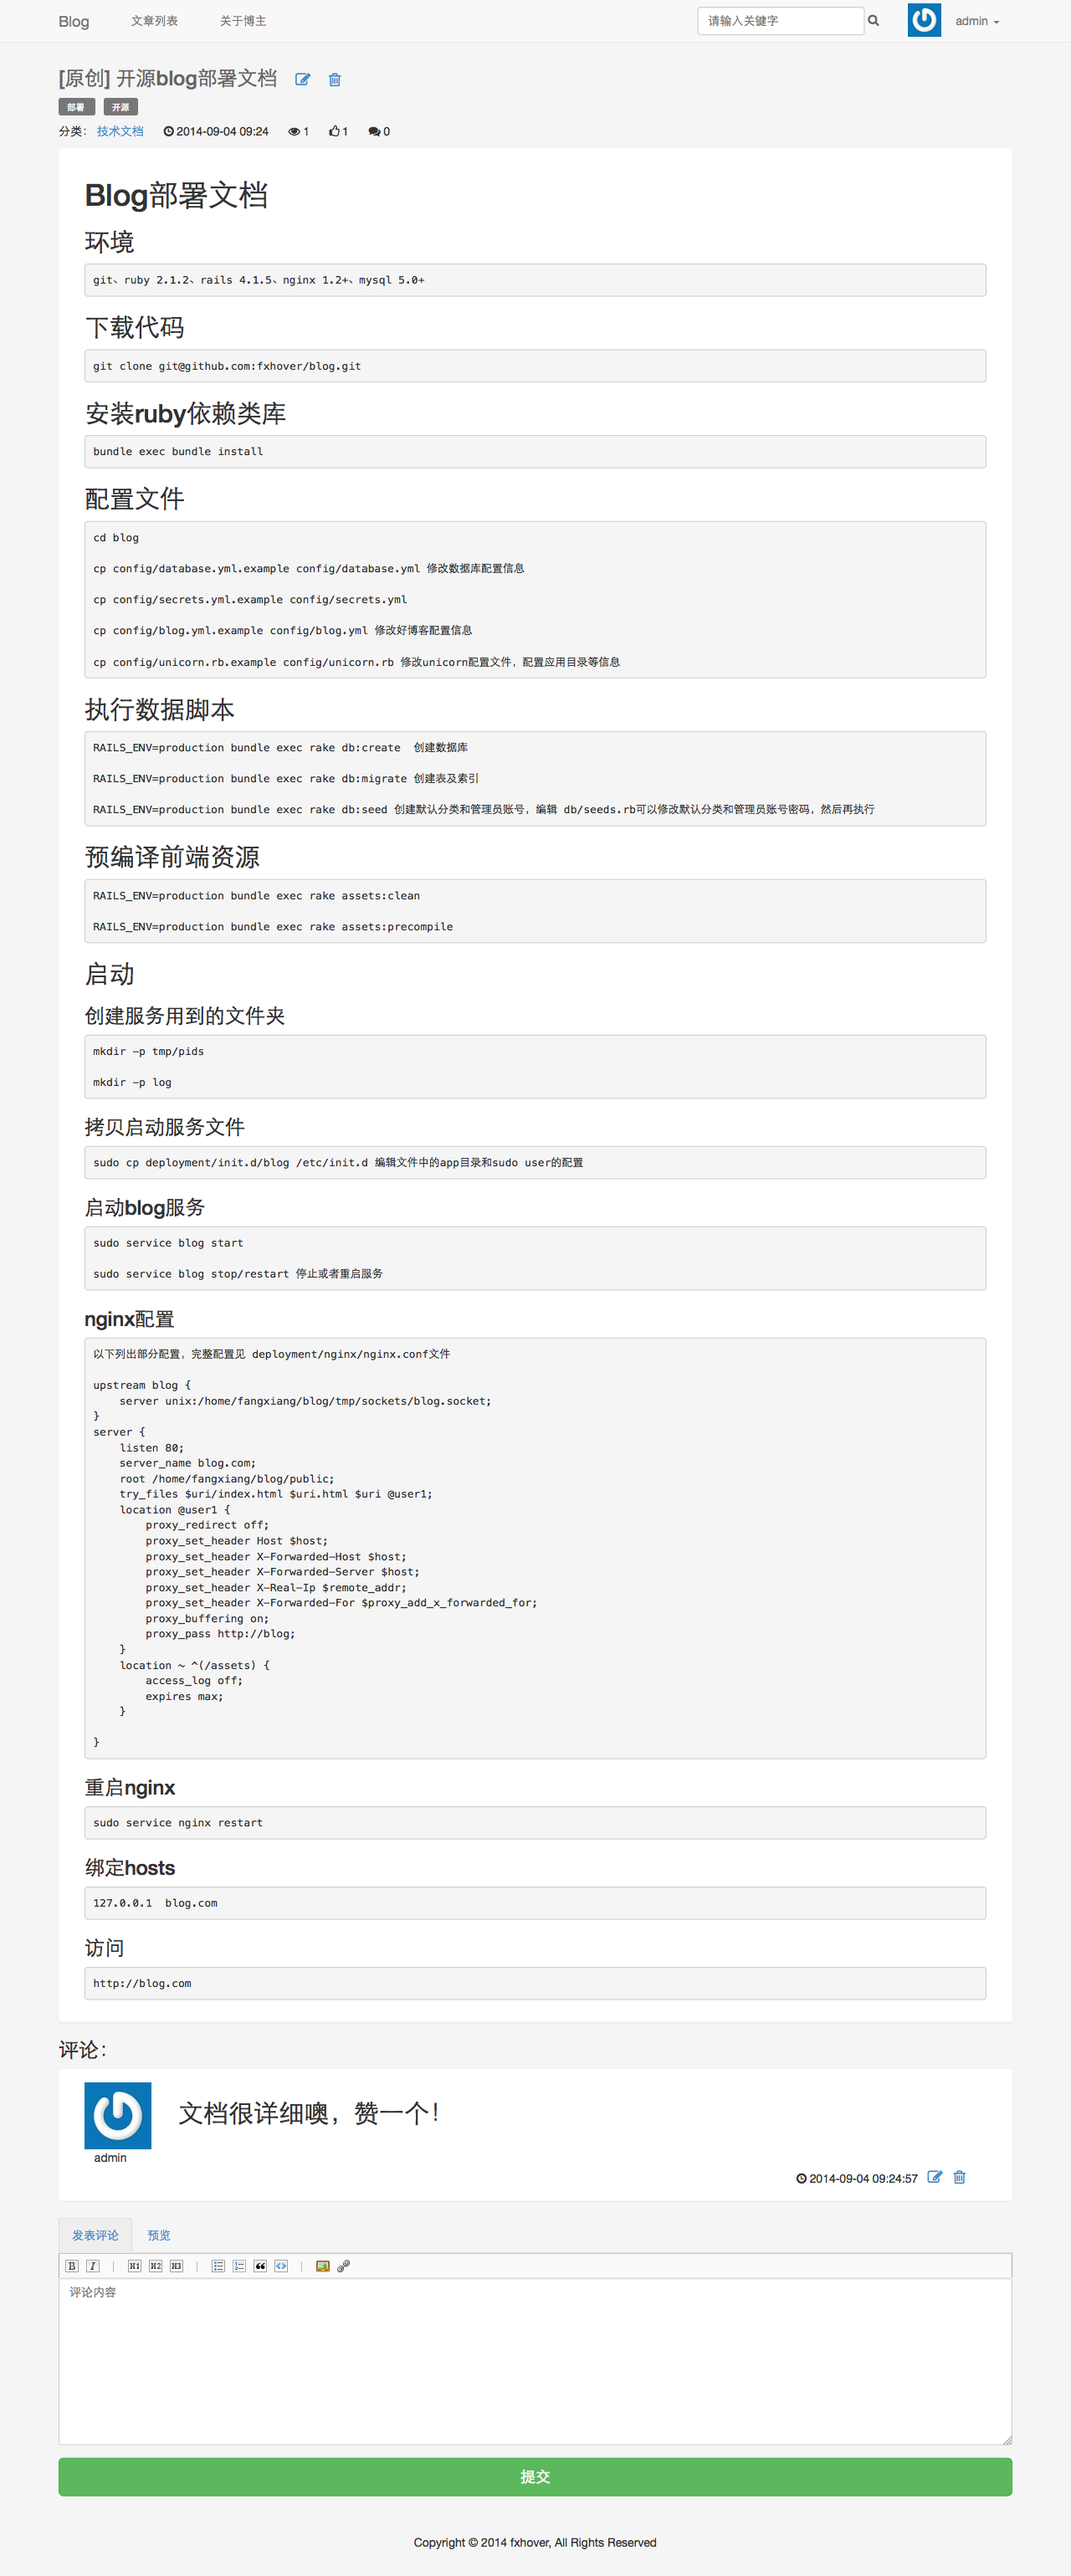 Blog 文章列表 关于博主 请输入关键字 admin
[原创] 开源blog部署文档
部署 开源
分类： 技术文档 2014-09-04 09:24 1 1 0
Blog部署文档
环境
git、ruby 2.1.2、rails 4.1.5、nginx 1.2+、mysql 5.0+
下载代码
git clone git@github.com:fxhover/blog.git
安装ruby依赖类库
bundle exec bundle install
配置文件
cd blog
cp config/database.yml.example config/database.yml 修改数据库配置信息
cp config/secrets.yml.example config/secrets.yml
cp config/blog.yml.example config/blog.yml 修改好博客配置信息
cp config/unicorn.rb.example config/unicorn.rb 修改unicorn配置文件，配置应用目录等信息
执行数据脚本
RAILS_ENV=production bundle exec rake db:create  创建数据库
RAILS_ENV=production bundle exec rake db:migrate 创建表及索引
RAILS_ENV=production bundle exec rake db:seed 创建默认分类和管理员账号，编辑 db/seeds.rb可以修改默认分类和管理员账号密码，然后再执行
预编译前端资源
RAILS_ENV=production bundle exec rake assets:clean
RAILS_ENV=production bundle exec rake assets:precompile
启动
创建服务用到的文件夹
mkdir –p tmp/pids
mkdir –p log
拷贝启动服务文件
sudo cp deployment/init.d/blog /etc/init.d 编辑文件中的app目录和sudo user的配置
启动blog服务
sudo service blog start
sudo service blog stop/restart 停止或者重启服务
nginx配置
以下列出部分配置，完整配置见 deployment/nginx/nginx.conf文件
upstream blog {
server unix:/home/fangxiang/blog/tmp/sockets/blog.socket;
}
server {
listen 80;
server_name blog.com;
root /home/fangxiang/blog/public;
try_files $uri/index.html $uri.html $uri @user1;
location @user1 {
proxy_redirect off;
proxy_set_header Host $host;
proxy_set_header X-Forwarded-Host $host;
proxy_set_header X-Forwarded-Server $host;
proxy_set_header X-Real-Ip $remote_addr;
proxy_set_header X-Forwarded-For $proxy_add_x_forwarded_for;
proxy_buffering on;
proxy_pass http://blog;
}
location ~ ^(/assets) {
access_log off;
expires max;
}
}
重启nginx
sudo service nginx restart
绑定hosts
127.0.0.1  blog.com
访问
http://blog.com
评论：
文档很详细噢，赞一个！
admin
2014-09-04 09:24:57
发表评论 预览
B I | H1 H2 H3 | |
评论内容
提交
Copyright © 2014 fxhover, All Rights Reserved